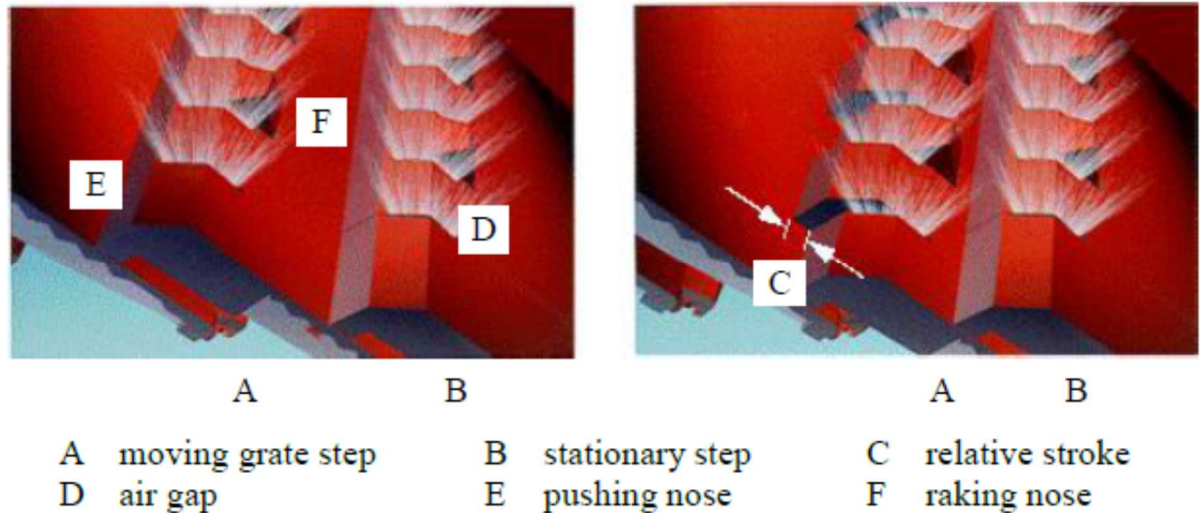 F
E
D
C
A B A B
A moving grate step B stationary step C relative stroke
D air gap E pushing nose F raking nose